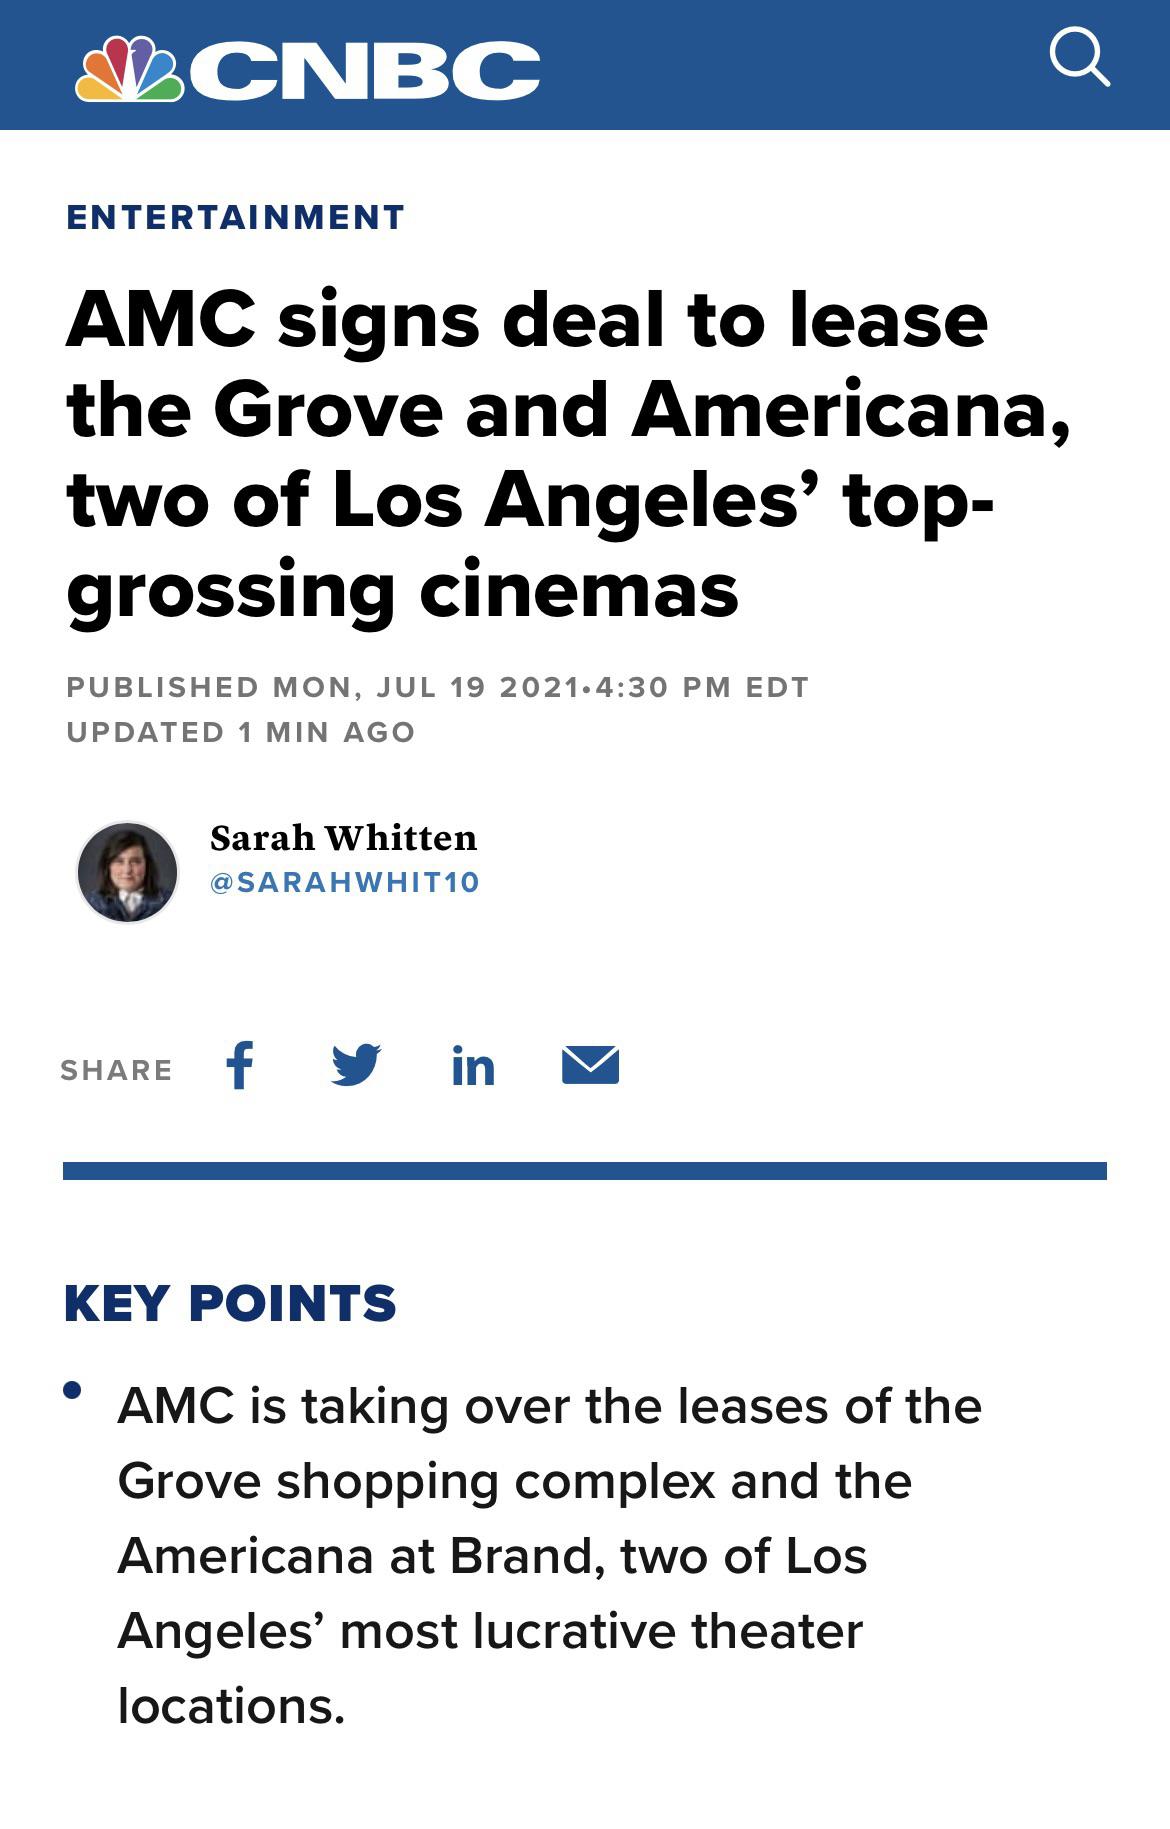 CNBC
ENTERTAINMENT
AMC signs deal to lease
the Grove and Americana,
two of Los Angeles’ top-
grossing cinemas
PUBLISHED MON, JUL 19 2021•4:30 PM EDT
UPDATED 1 MIN AGO
Sarah Whitten
@SARAHWHIT10
SHARE
KEY POINTS
• AMC is taking over the leases of the
Grove shopping complex and the
Americana at Brand, two of Los
Angeles’ most lucrative theater
locations.